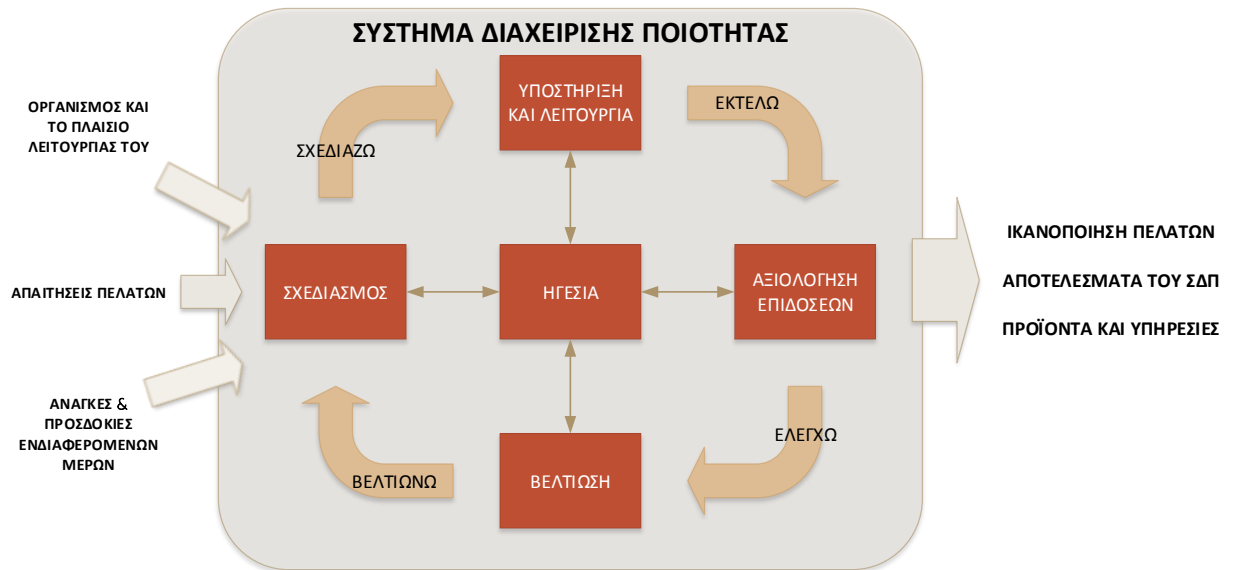 ΣΥΣΤΗΜΑ ΔΙΑΧΕΙΡΙΣΗΣ ΠΟΙΟΤΗΤΑΣ
ΟΡΓΑΝΙΣΜΟΣ ΚΑΙ
ΤΟ ΠΛΑΙΣΙΟ
ΛΕΙΤΟΥΡΓΙΑΣ ΤΟΥ
ΑΠΑΙΤΗΣΕΙΣ ΠΕΛΑΤΩΝ
ΑΝΑΓΚΕΣ &
ΠΡΟΣΔΟΚΙΕΣ
ΕΝΔΙΑΦΕΡΟΜΕΝΩΝ
ΜΕΡΩΝ
ΣΧΕΔΙΑΖΩ
ΥΠΟΣΤΗΡΙΞΗ
ΚΑΙ ΛΕΙΤΟΥΡΓΙΑ
ΕΚΤΕΛΩ
ΣΧΕΔΙΑΣΜΟΣ
ΗΓΕΣΙΑ
ΑΞΙΟΛΟΓΗΣΗ
ΕΠΙΔΟΣΕΩΝ
ΒΕΛΤΙΩΝΩ
ΒΕΛΤΙΩΣΗ
ΕΛΕΓΧΩ
ΙΚΑΝΟΠΟΙΗΣΗ ΠΕΛΑΤΩΝ
ΑΠΟΤΕΛΕΣΜΑΤΑ ΤΟΥ ΣΔΠ
ΠΡΟΪΟΝΤΑ ΚΑΙ ΥΠΗΡΕΣΙΕΣ